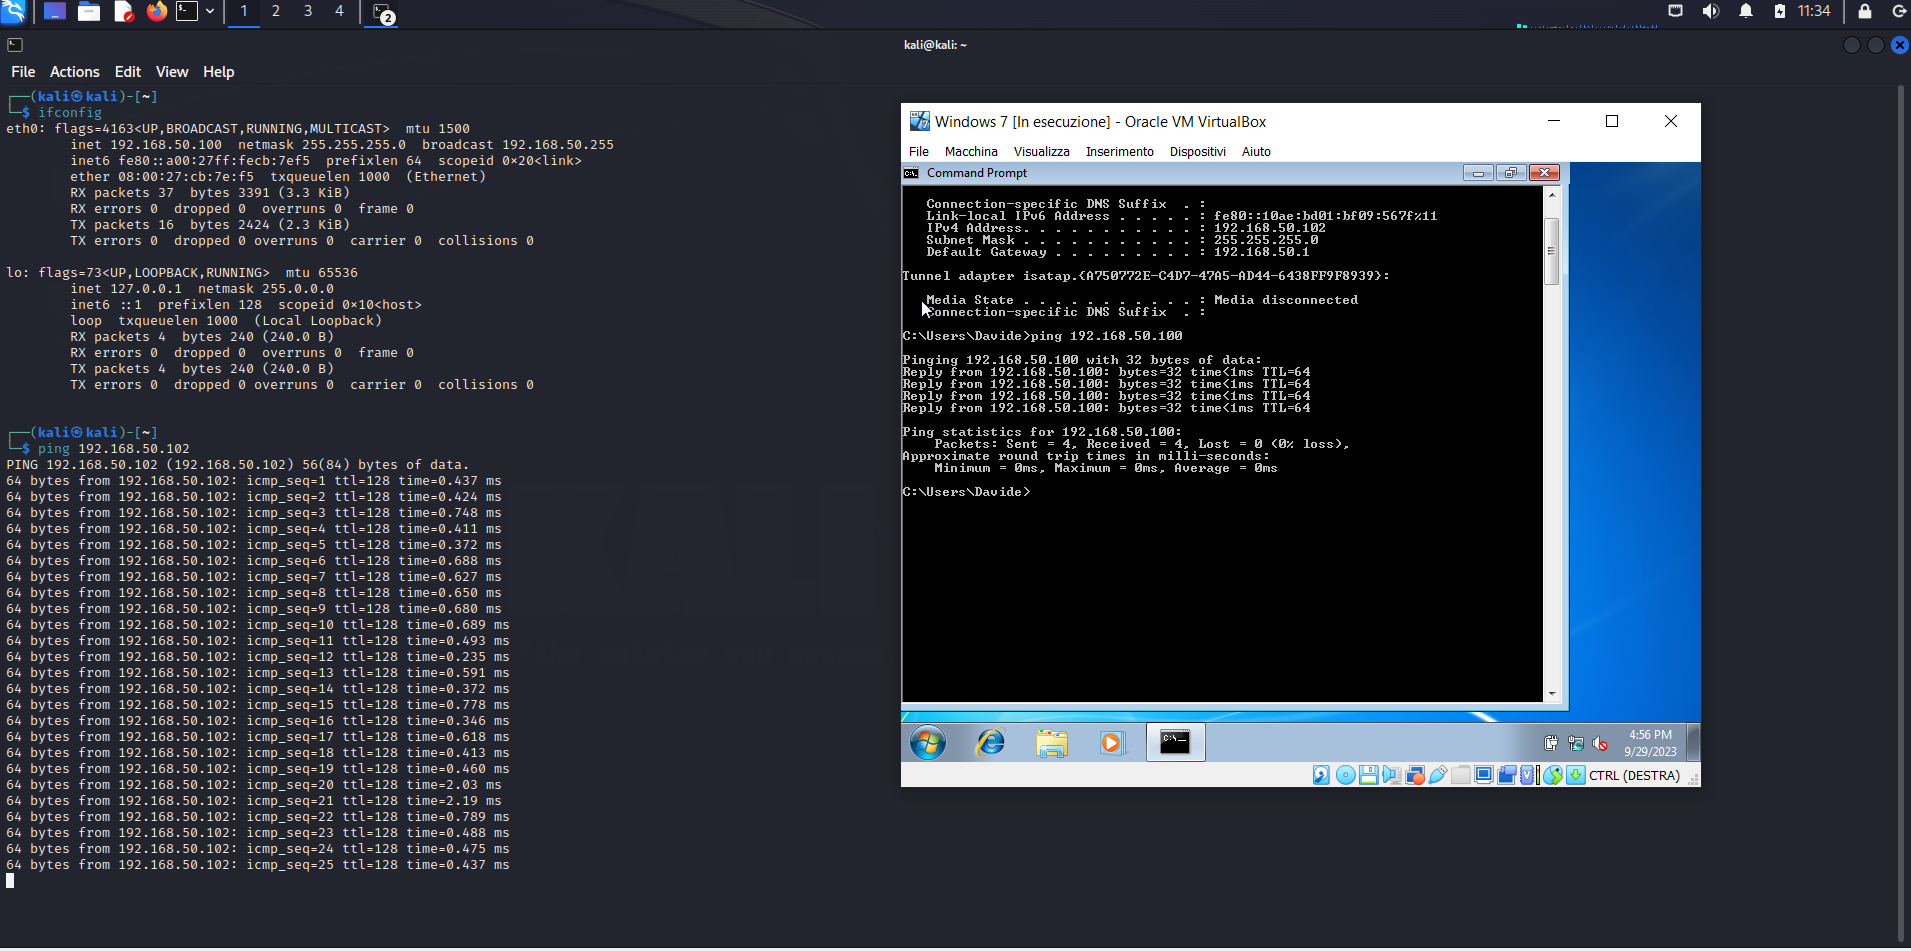 1 2 3 4 2 11:34
kali@kali: ~
File Actions Edit View Help
┌──(kali㉿kali)-[~]
└─$ ifconfig
eth0: flags=4163<UP,BROADCAST,RUNNING,MULTICAST>  mtu 1500
        inet 192.168.50.100  netmask 255.255.255.0  broadcast 192.168.50.255
        inet6 fe80::a00:27ff:fecb:7ef5  prefixlen 64  scopeid 0×20<link>
        ether 08:00:27:cb:7e:f5  txqueuelen 1000  (Ethernet)
        RX packets 37  bytes 3391 (3.3 KiB)
        RX errors 0  dropped 0  overruns 0  frame 0
        TX packets 16  bytes 2424 (2.3 KiB)
        TX errors 0  dropped 0 overruns 0  carrier 0  collisions 0
lo: flags=73<UP,LOOPBACK,RUNNING>  mtu 65536
        inet 127.0.0.1  netmask 255.0.0.0
        inet6 ::1  prefixlen 128  scopeid 0×10<host>
        loop  txqueuelen 1000  (Local Loopback)
        RX packets 4  bytes 240 (240.0 B)
        RX errors 0  dropped 0  overruns 0  frame 0
        TX packets 4  bytes 240 (240.0 B)
        TX errors 0  dropped 0 overruns 0  carrier 0  collisions 0
┌──(kali㉿kali)-[~]
└─$ ping 192.168.50.102
PING 192.168.50.102 (192.168.50.102) 56(84) bytes of data.
64 bytes from 192.168.50.102: icmp_seq=1 ttl=128 time=0.437 ms
64 bytes from 192.168.50.102: icmp_seq=2 ttl=128 time=0.424 ms
64 bytes from 192.168.50.102: icmp_seq=3 ttl=128 time=0.748 ms
64 bytes from 192.168.50.102: icmp_seq=4 ttl=128 time=0.411 ms
64 bytes from 192.168.50.102: icmp_seq=5 ttl=128 time=0.372 ms
64 bytes from 192.168.50.102: icmp_seq=6 ttl=128 time=0.688 ms
64 bytes from 192.168.50.102: icmp_seq=7 ttl=128 time=0.627 ms
64 bytes from 192.168.50.102: icmp_seq=8 ttl=128 time=0.650 ms
64 bytes from 192.168.50.102: icmp_seq=9 ttl=128 time=0.680 ms
64 bytes from 192.168.50.102: icmp_seq=10 ttl=128 time=0.689 ms
64 bytes from 192.168.50.102: icmp_seq=11 ttl=128 time=0.493 ms
64 bytes from 192.168.50.102: icmp_seq=12 ttl=128 time=0.235 ms
64 bytes from 192.168.50.102: icmp_seq=13 ttl=128 time=0.591 ms
64 bytes from 192.168.50.102: icmp_seq=14 ttl=128 time=0.372 ms
64 bytes from 192.168.50.102: icmp_seq=15 ttl=128 time=0.778 ms
64 bytes from 192.168.50.102: icmp_seq=16 ttl=128 time=0.346 ms
64 bytes from 192.168.50.102: icmp_seq=17 ttl=128 time=0.618 ms
64 bytes from 192.168.50.102: icmp_seq=18 ttl=128 time=0.413 ms
64 bytes from 192.168.50.102: icmp_seq=19 ttl=128 time=0.460 ms
64 bytes from 192.168.50.102: icmp_seq=20 ttl=128 time=2.03 ms
64 bytes from 192.168.50.102: icmp_seq=21 ttl=128 time=2.19 ms
64 bytes from 192.168.50.102: icmp_seq=22 ttl=128 time=0.789 ms
64 bytes from 192.168.50.102: icmp_seq=23 ttl=128 time=0.488 ms
64 bytes from 192.168.50.102: icmp_seq=24 ttl=128 time=0.475 ms
64 bytes from 192.168.50.102: icmp_seq=25 ttl=128 time=0.437 ms
Windows 7 [In esecuzione] - Oracle VM VirtualBox
File Macchina Visualizza Inserimento Dispositivi Aiuto
Command Prompt
   Connection-specific DNS Suffix  . :
   Link-local IPv6 Address . . . . . : fe80::10ae:bd01:bf09:567f%11
   IPv4 Address. . . . . . . . . . . : 192.168.50.102
   Subnet Mask . . . . . . . . . . . : 255.255.255.0
   Default Gateway . . . . . . . . . : 192.168.50.1
Tunnel adapter isatap.{A750772E-C4D7-47A5-AD44-6438FF9F8939}:
   Media State . . . . . . . . . . . : Media disconnected
   Connection-specific DNS Suffix  . :
C:\Users\Davide>ping 192.168.50.100
Pinging 192.168.50.100 with 32 bytes of data:
Reply from 192.168.50.100: bytes=32 time<1ms TTL=64
Reply from 192.168.50.100: bytes=32 time<1ms TTL=64
Reply from 192.168.50.100: bytes=32 time<1ms TTL=64
Reply from 192.168.50.100: bytes=32 time<1ms TTL=64
Ping statistics for 192.168.50.100:
    Packets: Sent = 4, Received = 4, Lost = 0 (0% loss),
Approximate round trip times in milli-seconds:
    Minimum = 0ms, Maximum = 0ms, Average = 0ms
C:\Users\Davide>
4:56 PM
9/29/2023
CTRL (DESTRA)